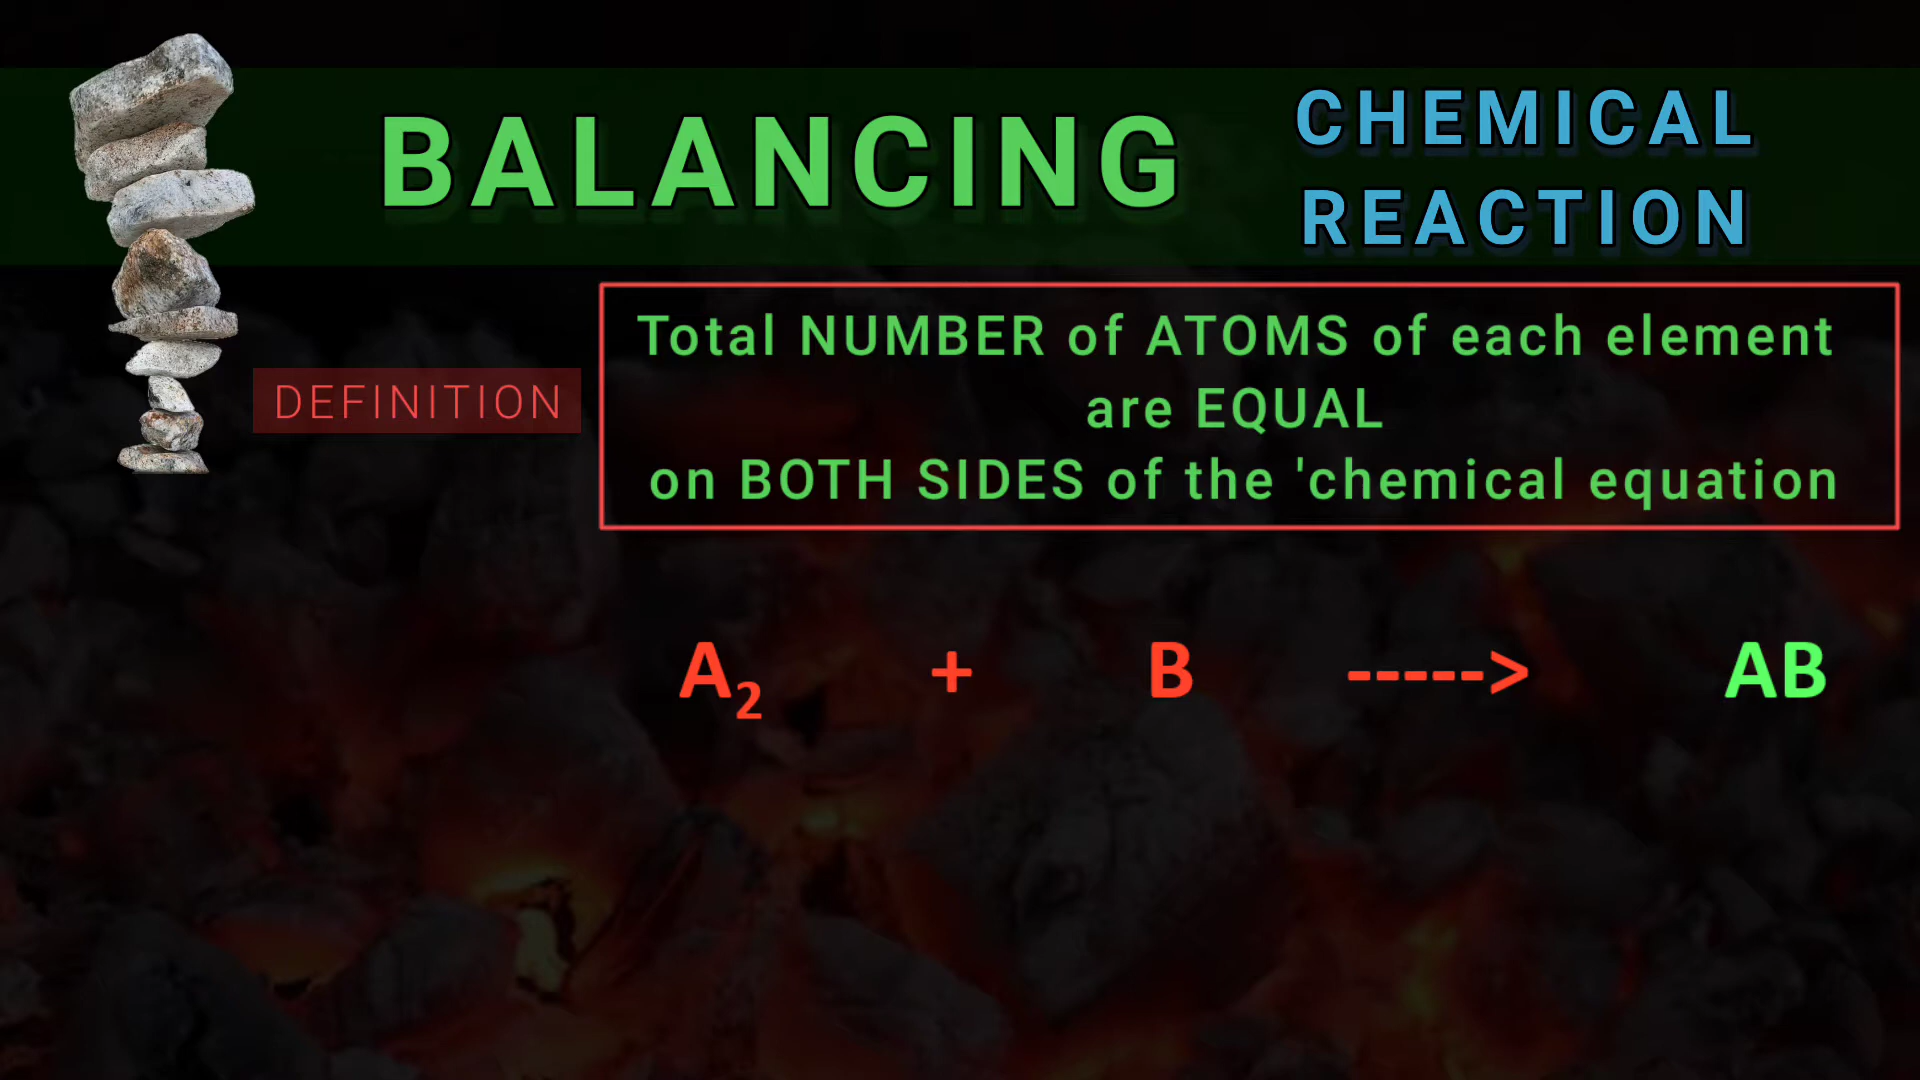 BALANCING
CHEMICAL
REACTION
DEFINITION
Total NUMBER of ATOMS of each element
are EQUAL
on BOTH SIDES of the 'chemical equation
A₂ + B -----> AB